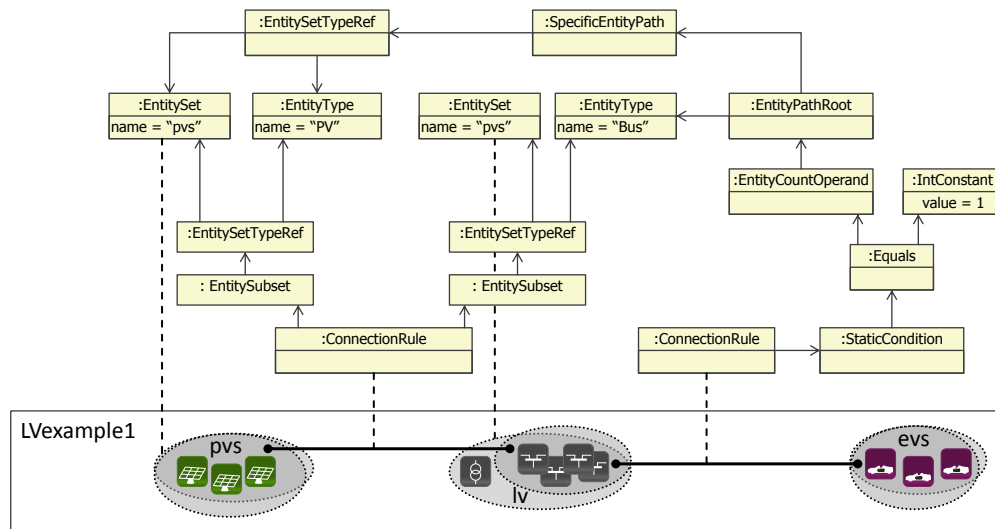 :EntitySetTypeRef
:SpecificEntityPath
:EntitySet
name = “pvs”
:EntityType
name = “PV”
:EntitySet
name = “pvs”
:EntityType
name = “Bus”
:EntityPathRoot
:EntityCountOperand
:IntConstant
value = 1
:EntitySetTypeRef
:EntitySetTypeRef
:Equals
: EntitySubset
: EntitySubset
:ConnectionRule
:ConnectionRule
:StaticCondition
LVexample1
pvs
evs
lv